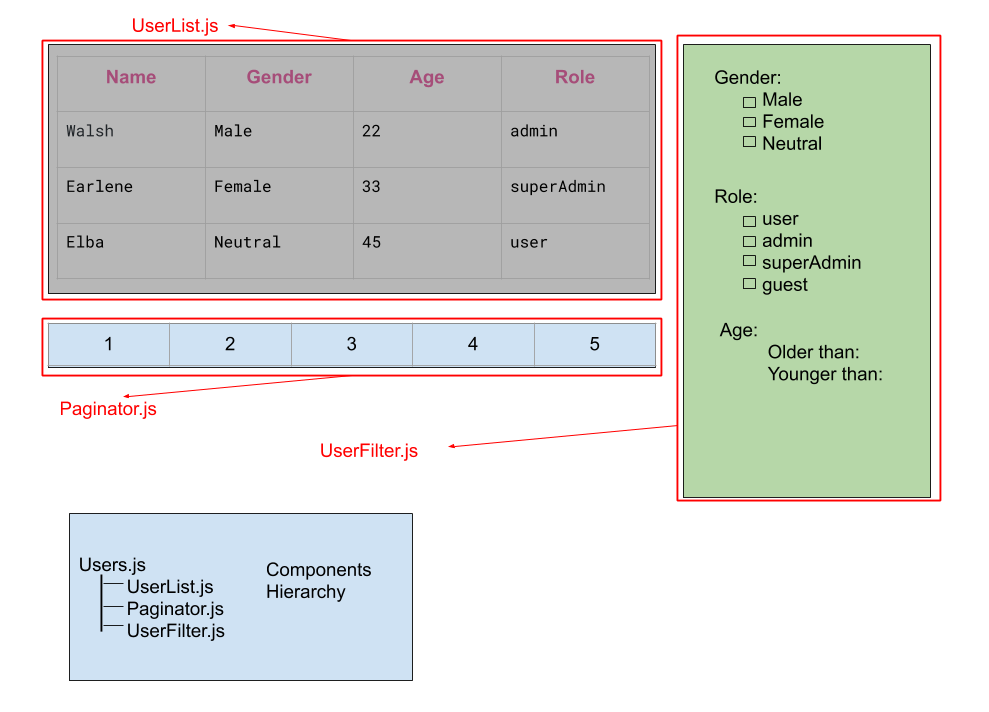 UserList.js
Name Gender Age Role
Walsh Male 22 admin
Earlene Female 33 superAdmin
Elba Neutral 45 user
1 2 3 4 5
Paginator.js
UserFilter.js
Gender:
Male
Female
Neutral
Role:
user
admin
superAdmin
guest
Age:
Older than:
Younger than:
Users.js
UserList.js
Paginator.js
UserFilter.js
Components
Hierarchy